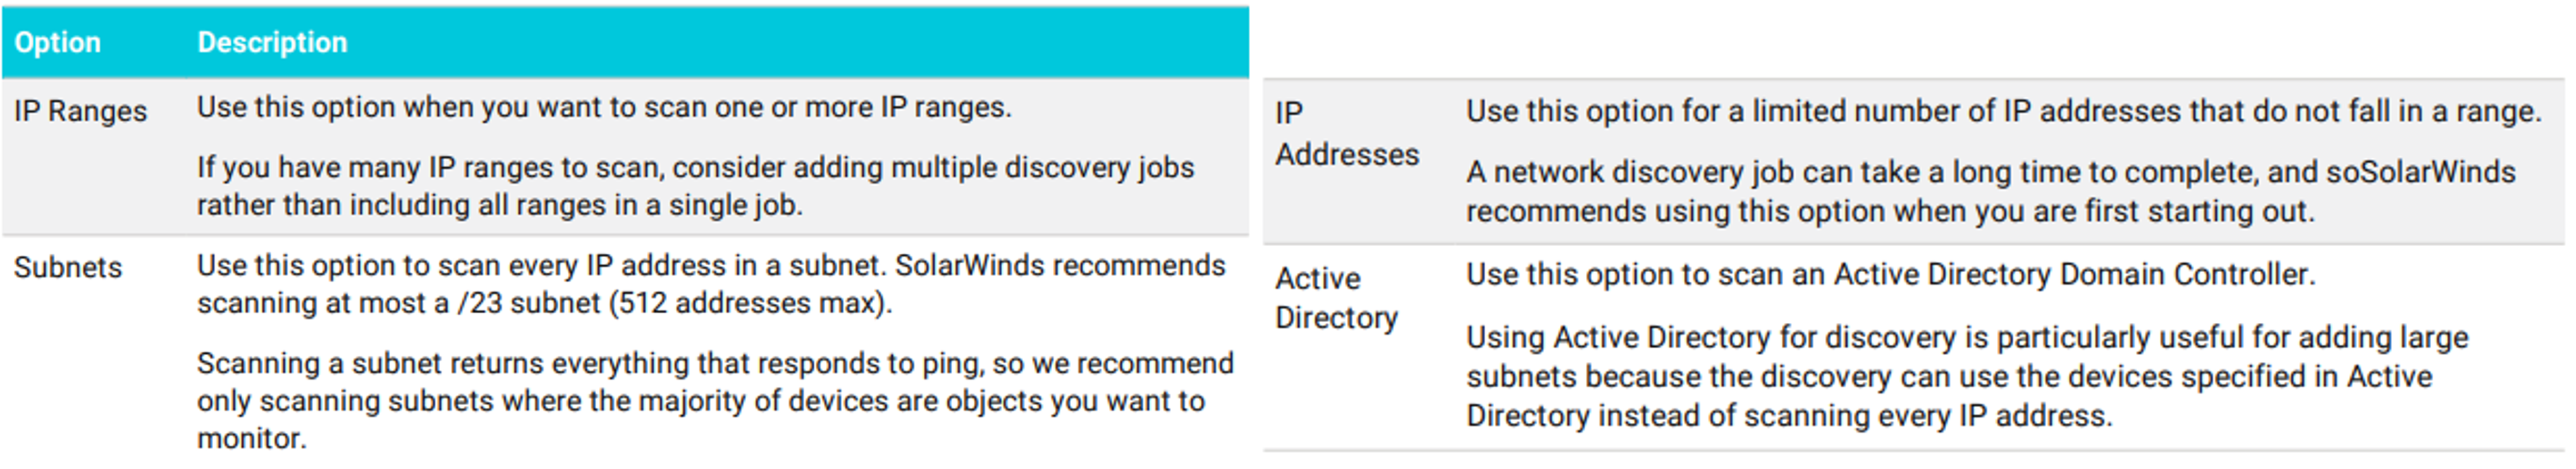 Option Description
IP Ranges Use this option when you want to scan one or more IP ranges.
If you have many IP ranges to scan, consider adding multiple discovery jobs
rather than including all ranges in a single job.
Subnets Use this option to scan every IP address in a subnet. SolarWinds recommends
scanning at most a /23 subnet (512 addresses max).
Scanning a subnet returns everything that responds to ping, so we recommend
only scanning subnets where the majority of devices are objects you want to
monitor.
IP Addresses Use this option for a limited number of IP addresses that do not fall in a range.
A network discovery job can take a long time to complete, and soSolarWinds
recommends using this option when you are first starting out.
Active Directory Use this option to scan an Active Directory Domain Controller.
Using Active Directory for discovery is particularly useful for adding large
subnets because the discovery can use the devices specified in Active
Directory instead of scanning every IP address.